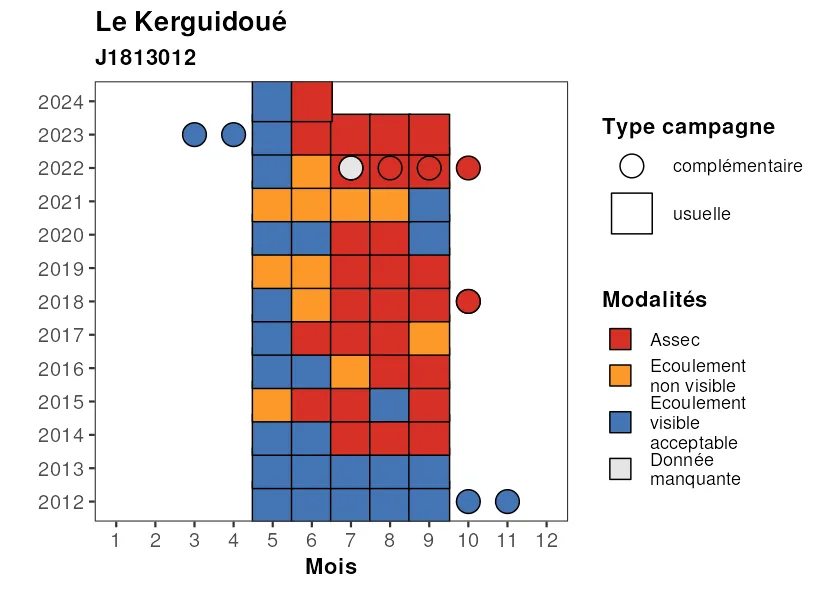 Le Kerguidoué
J1813012
2024
2023
2022
2021
2020
2019
2018
2017
2016
2015
2014
2013
2012
1 2 3 4 5 6 7 8 9 10 11 12
Mois
Type campagne
complémentaire
usuelle
Modalités
Assec
Ecoulement
non visible
Ecoulement
visible
acceptable
Donnée
manquante